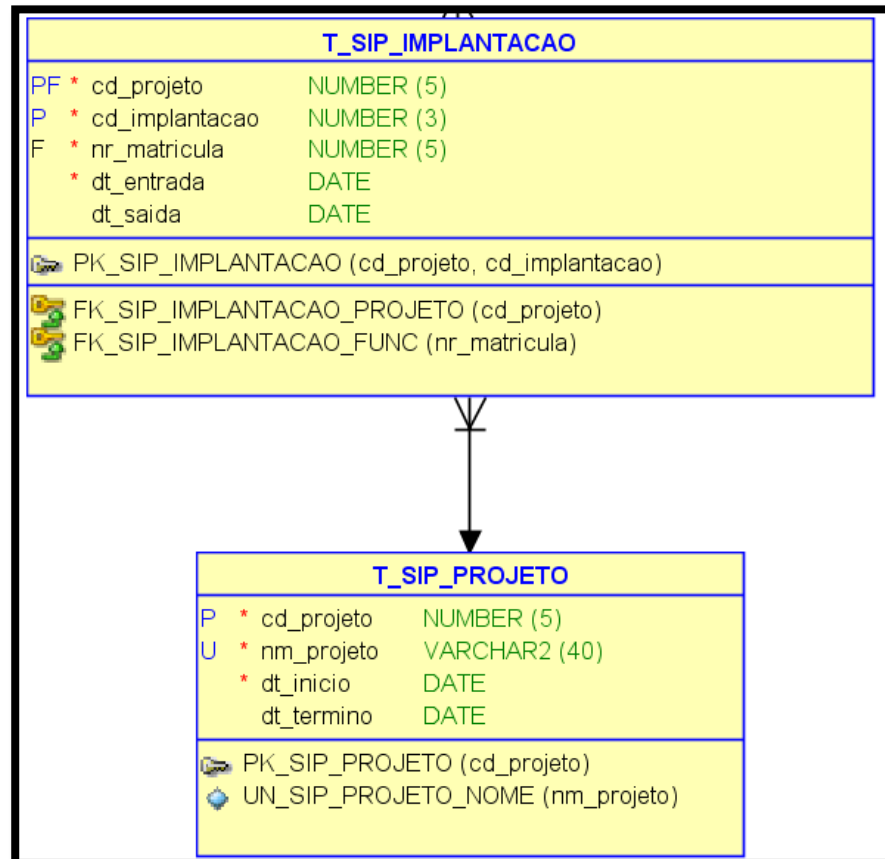 T_SIP_IMPLANTACAO
PF * cd_projeto NUMBER (5)
P * cd_implantacao NUMBER (3)
F * nr_matricula NUMBER (5)
* dt_entrada DATE
dt_saida DATE
PK_SIP_IMPLANTACAO (cd_projeto, cd_implantacao)
FK_SIP_IMPLANTACAO_PROJETO (cd_projeto)
FK_SIP_IMPLANTACAO_FUNC (nr_matricula)
T_SIP_PROJETO
P * cd_projeto NUMBER (5)
U * nm_projeto VARCHAR2 (40)
* dt_inicio DATE
dt_termino DATE
PK_SIP_PROJETO (cd_projeto)
UN_SIP_PROJETO_NOME (nm_projeto)